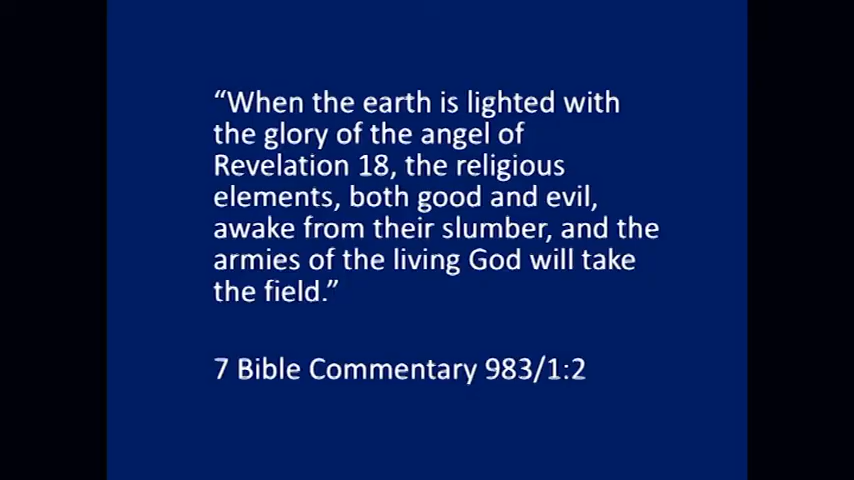 “When the earth is lighted with
the glory of the angel of
Revelation 18, the religious
elements, both good and evil,
awake from their slumber, and the
armies of the living God will take
the field.”
7 Bible Commentary 983/1:2